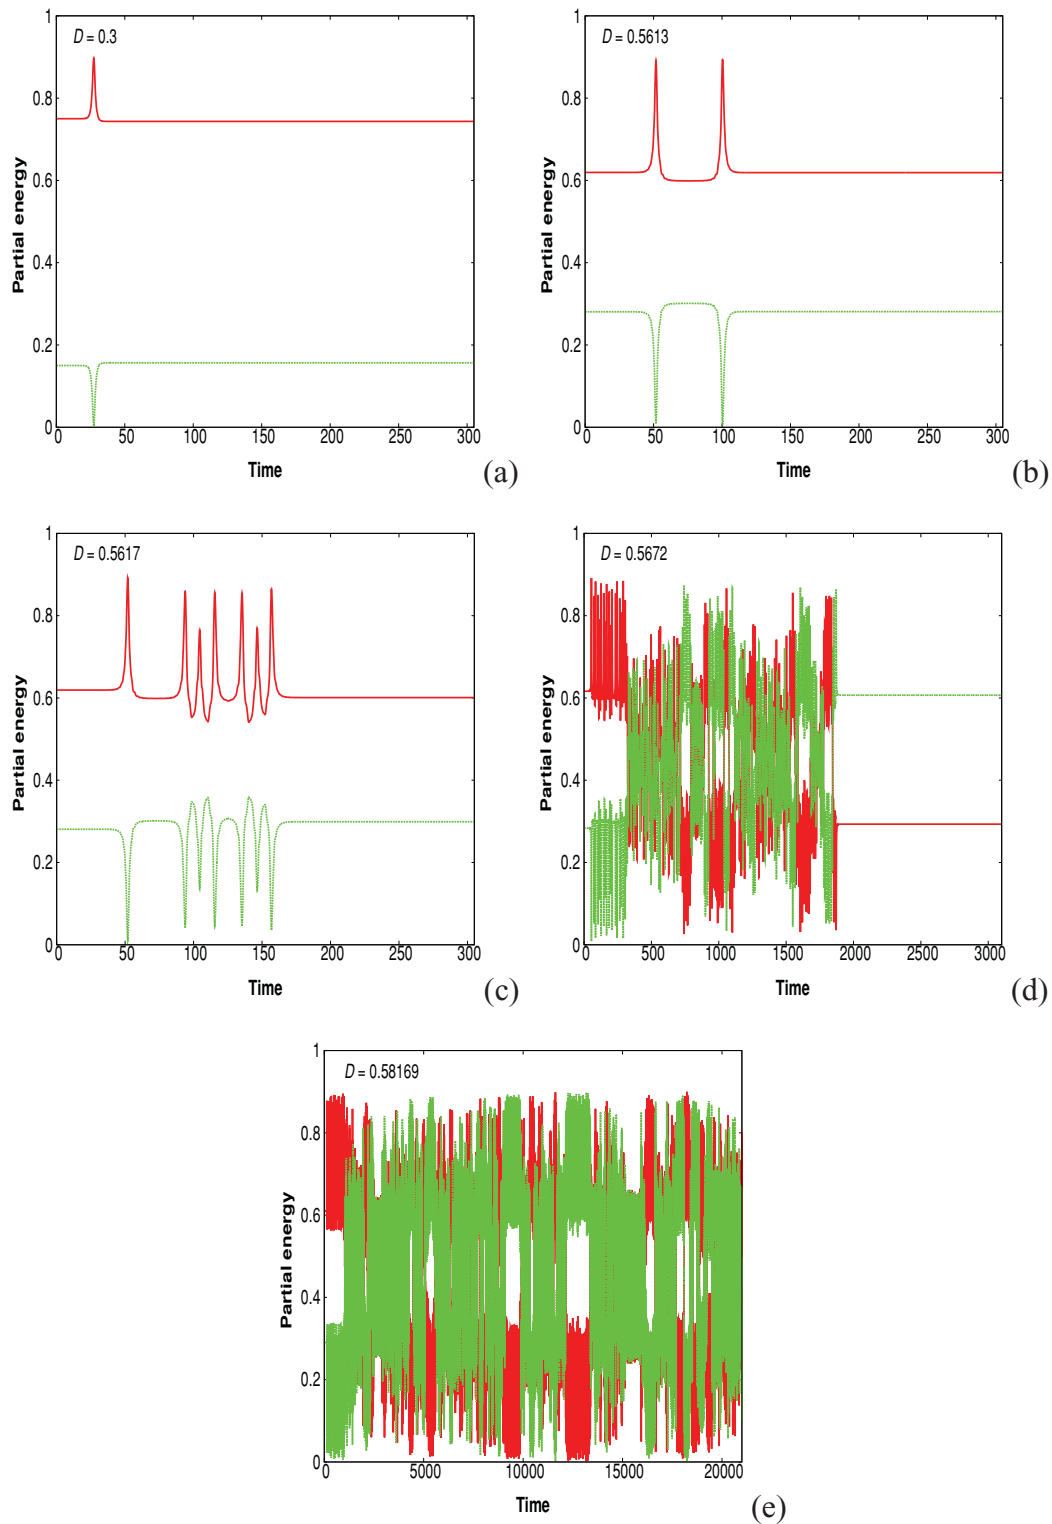 D = 0.3
1
0.8
0.6
0.4
0.2
0
Partial energy
0 50 100 150 200 250 300
Time
(a)
D = 0.5613
1
0.8
0.6
0.4
0.2
0
Partial energy
0 50 100 150 200 250 300
Time
(b)
D = 0.5617
1
0.8
0.6
0.4
0.2
0
Partial energy
0 50 100 150 200 250 300
Time
(c)
D = 0.5672
1
0.8
0.6
0.4
0.2
0
Partial energy
0 500 1000 1500 2000 2500 3000
Time
(d)
D = 0.58169
1
0.8
0.6
0.4
0.2
0
Partial energy
0 5000 10000 15000 20000
Time
(e)